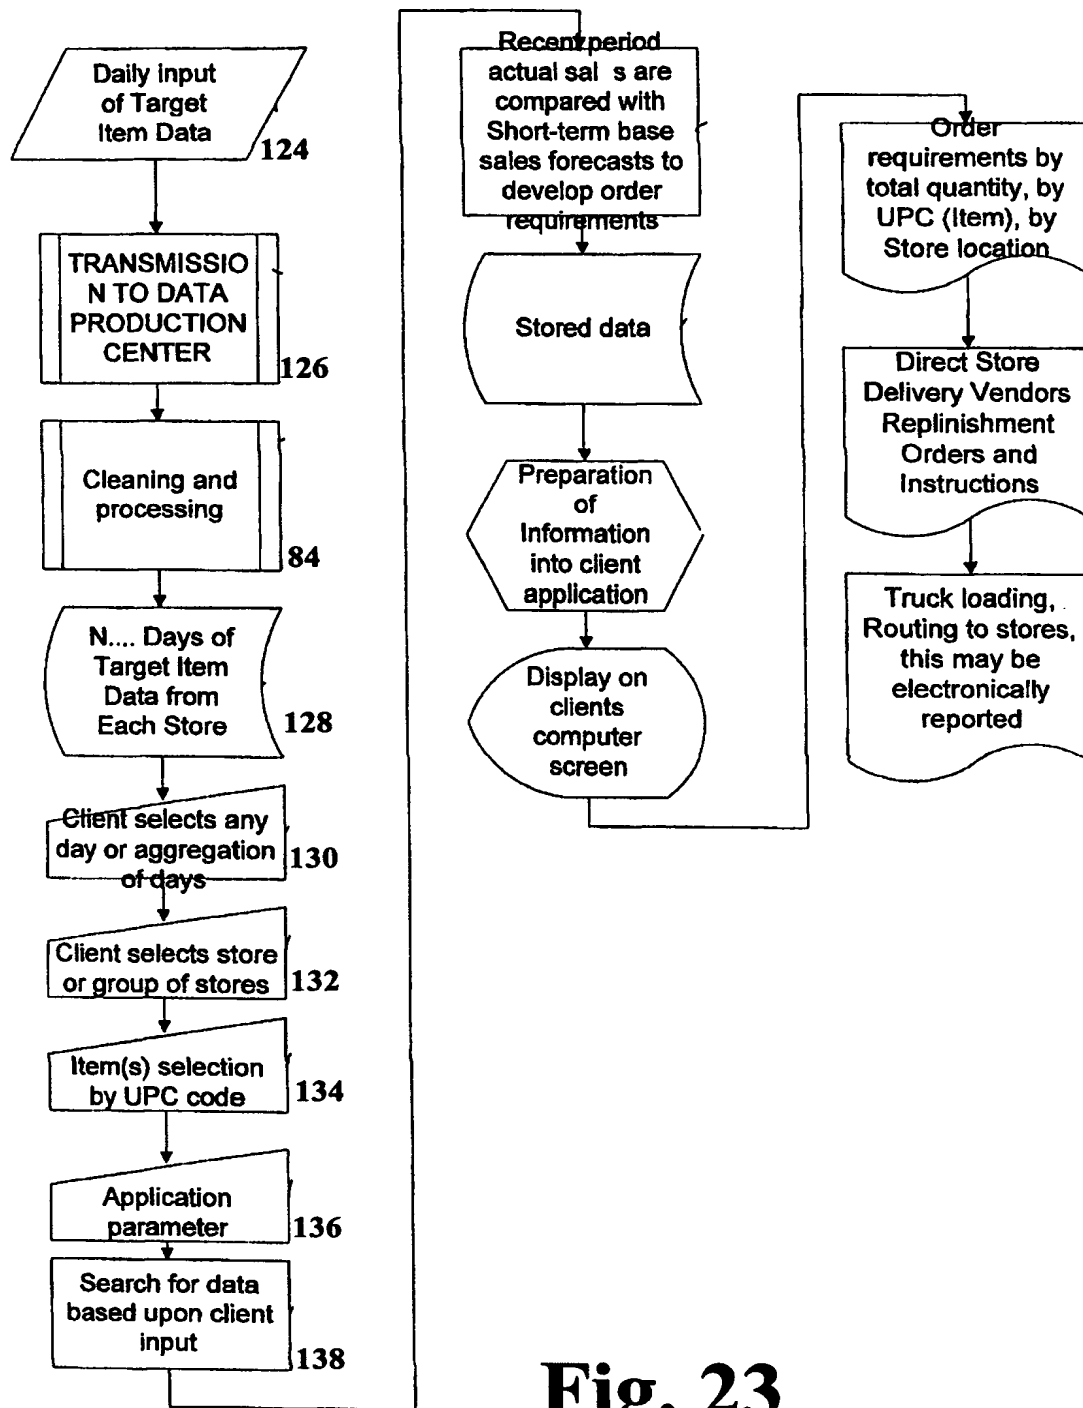 Daily input
of Target
Item Data
124
TRANSMISSIO
N TO DATA
PRODUCTION
CENTER
126
Cleaning and
processing
84
N.... Days of
Target Item
Data from
Each Store
128
Client selects any
day or aggregation
of days
130
Client selects store
or group of stores
132
Item(s) selection
by UPC code
134
Application
parameter
136
Search for data
based upon client
input
138
Recent period
actual sal s are
compared with
Short-term base
sales forecasts to
develop order
requirements
Stored data
Preparation
of
Information
into client
application
Display on
clients
computer
screen
Order
requirements by
total quantity, by
UPC (Item), by
Store location
Direct Store
Delivery Vendors
Replinishment
Orders and
Instructions
Truck loading,
Routing to stores,
this may be
electronically
reported
Fig. 23